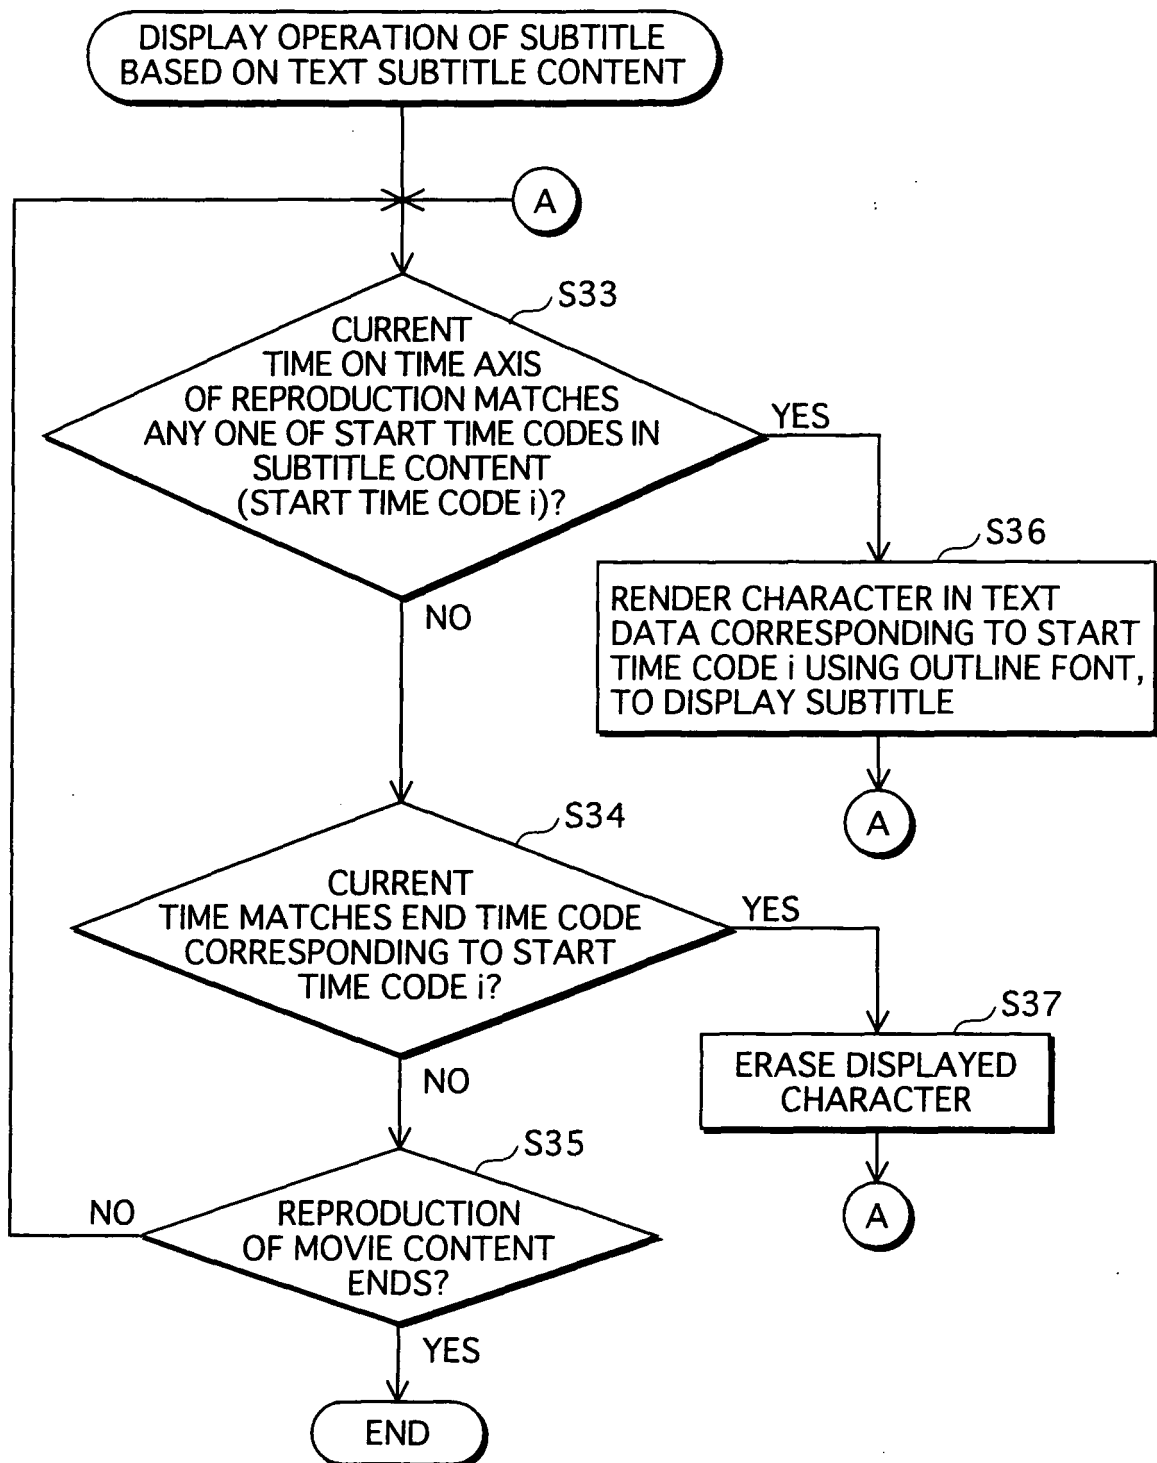 DISPLAY OPERATION OF SUBTITLE
BASED ON TEXT SUBTITLE CONTENT
A
S33
CURRENT
TIME ON TIME AXIS
OF REPRODUCTION MATCHES
ANY ONE OF START TIME CODES IN
SUBTITLE CONTENT
(START TIME CODE i)?
YES
NO
S36
RENDER CHARACTER IN TEXT
DATA CORRESPONDING TO START
TIME CODE i USING OUTLINE FONT,
TO DISPLAY SUBTITLE
A
S34
CURRENT
TIME MATCHES END TIME CODE
CORRESPONDING TO START
TIME CODE i?
YES
NO
S37
ERASE DISPLAYED
CHARACTER
A
S35
REPRODUCTION
OF MOVIE CONTENT
ENDS?
NO
YES
END